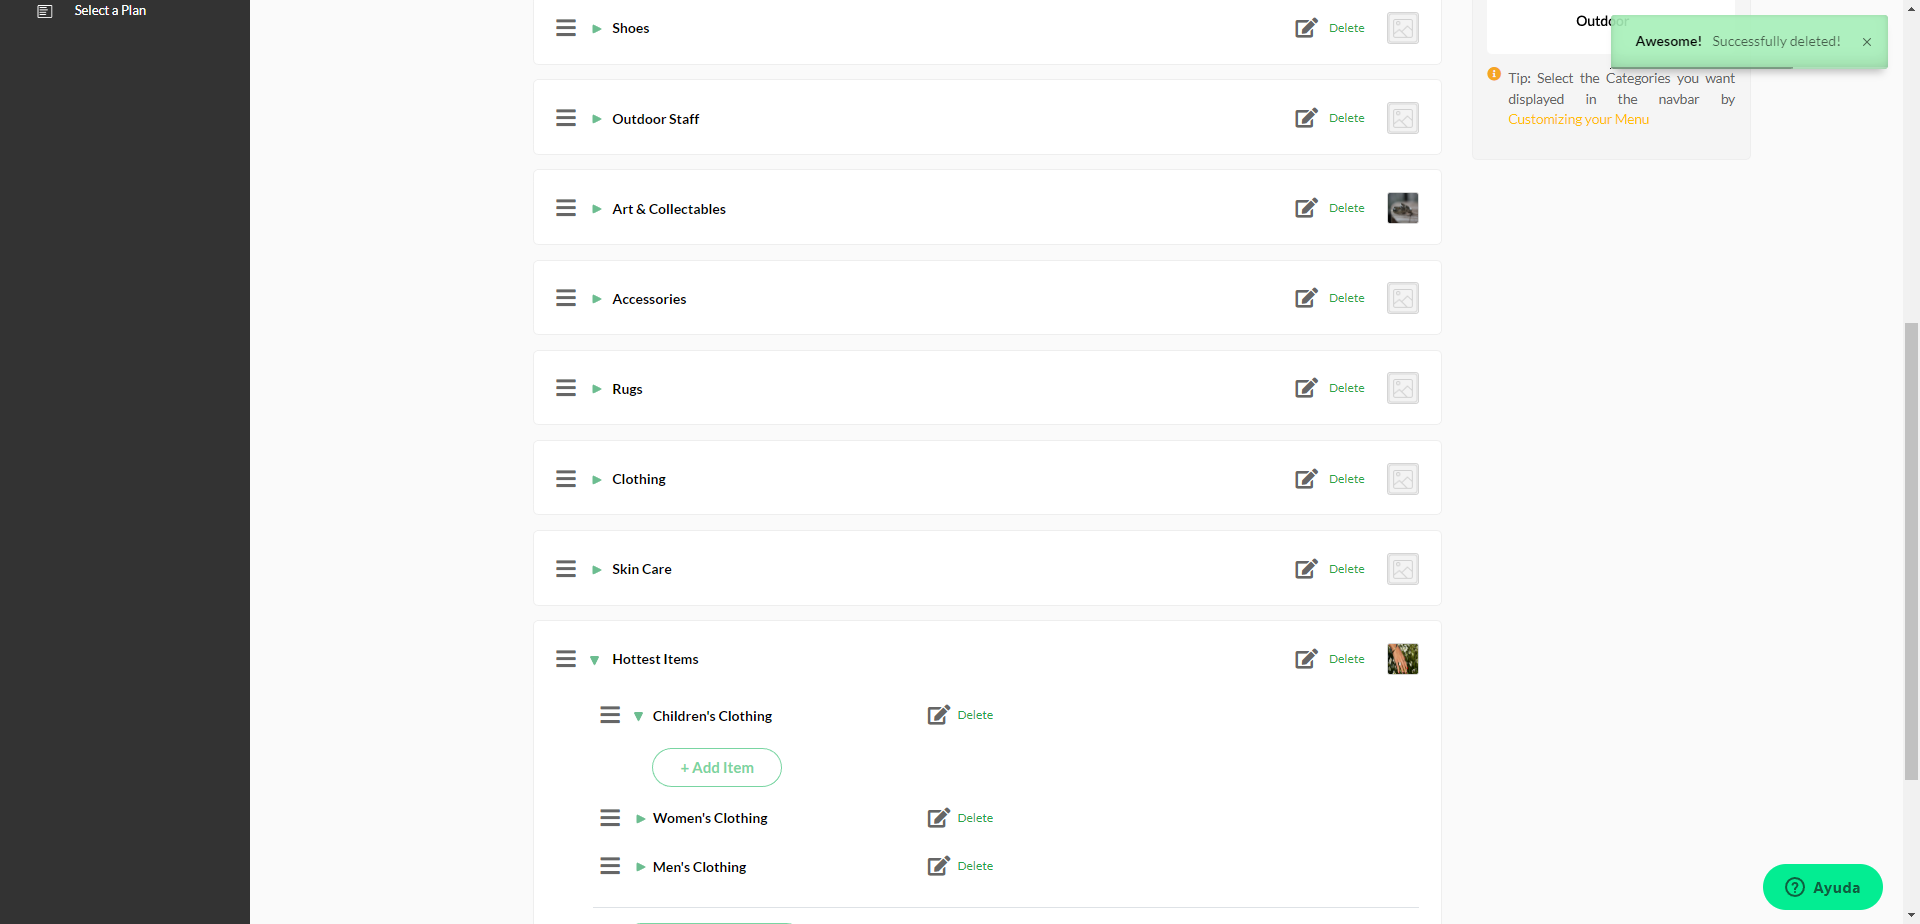 Select a Plan
Shoes
Delete
Outdoor Staff
Delete
Art & Collectables
Delete
Accessories
Delete
Rugs
Delete
Clothing
Delete
Skin Care
Delete
Hottest Items
Delete
Children's Clothing
Delete
+ Add Item
Women's Clothing
Delete
Men's Clothing
Delete
Outdoor
Awesome! Successfully deleted! ×
Tip: Select the Categories you want
displayed in the navbar by
Customizing your Menu
Ayuda